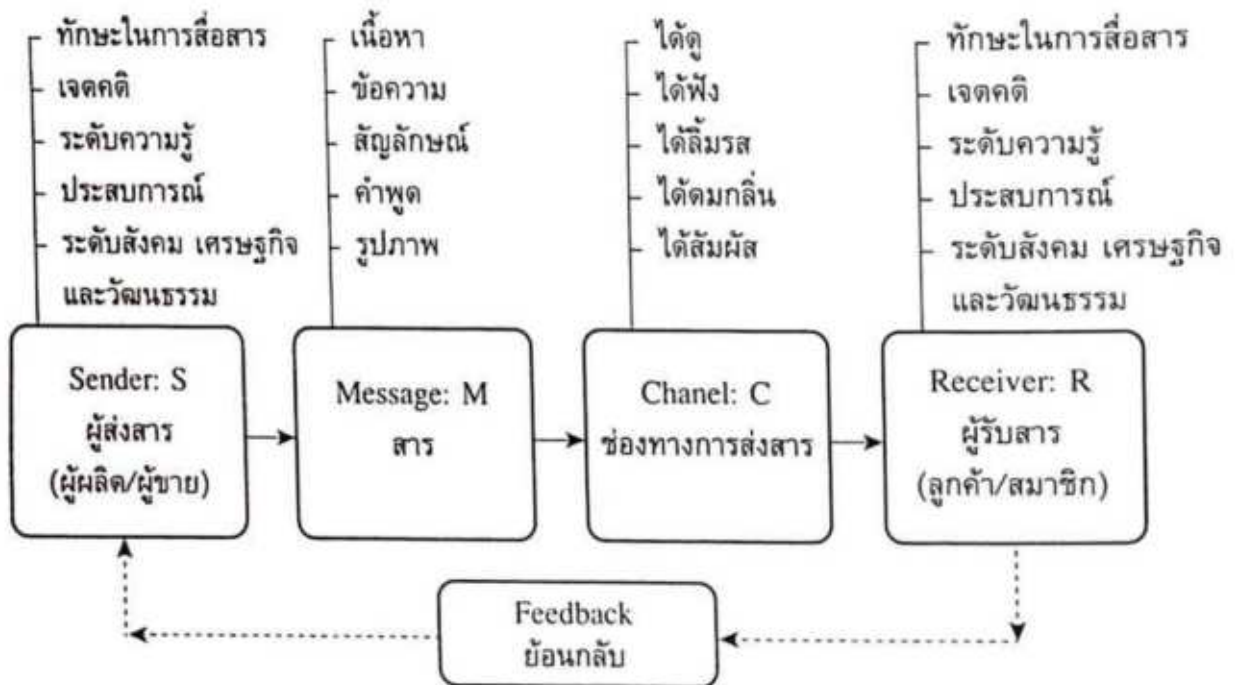 ทักษะในการสื่อสาร
เจตคติ
ระดับความรู้
ประสบการณ์
ระดับสังคม เศรษฐกิจ
และวัฒนธรรม
เนื้อหา
ข้อความ
สัญลักษณ์
คำพูด
รูปภาพ
ได้ดู
ได้ฟัง
ได้ลิ้มรส
ได้ดมกลิ่น
ได้สัมผัส
ทักษะในการสื่อสาร
เจตคติ
ระดับความรู้
ประสบการณ์
ระดับสังคม เศรษฐกิจ
และวัฒนธรรม
Sender: S
ผู้ส่งสาร
(ผู้ผลิต/ผู้ขาย)
Message: M
สาร
Chanel: C
ช่องทางการส่งสาร
Receiver: R
ผู้รับสาร
(ลูกค้า/สมาชิก)
Feedback
ย้อนกลับ